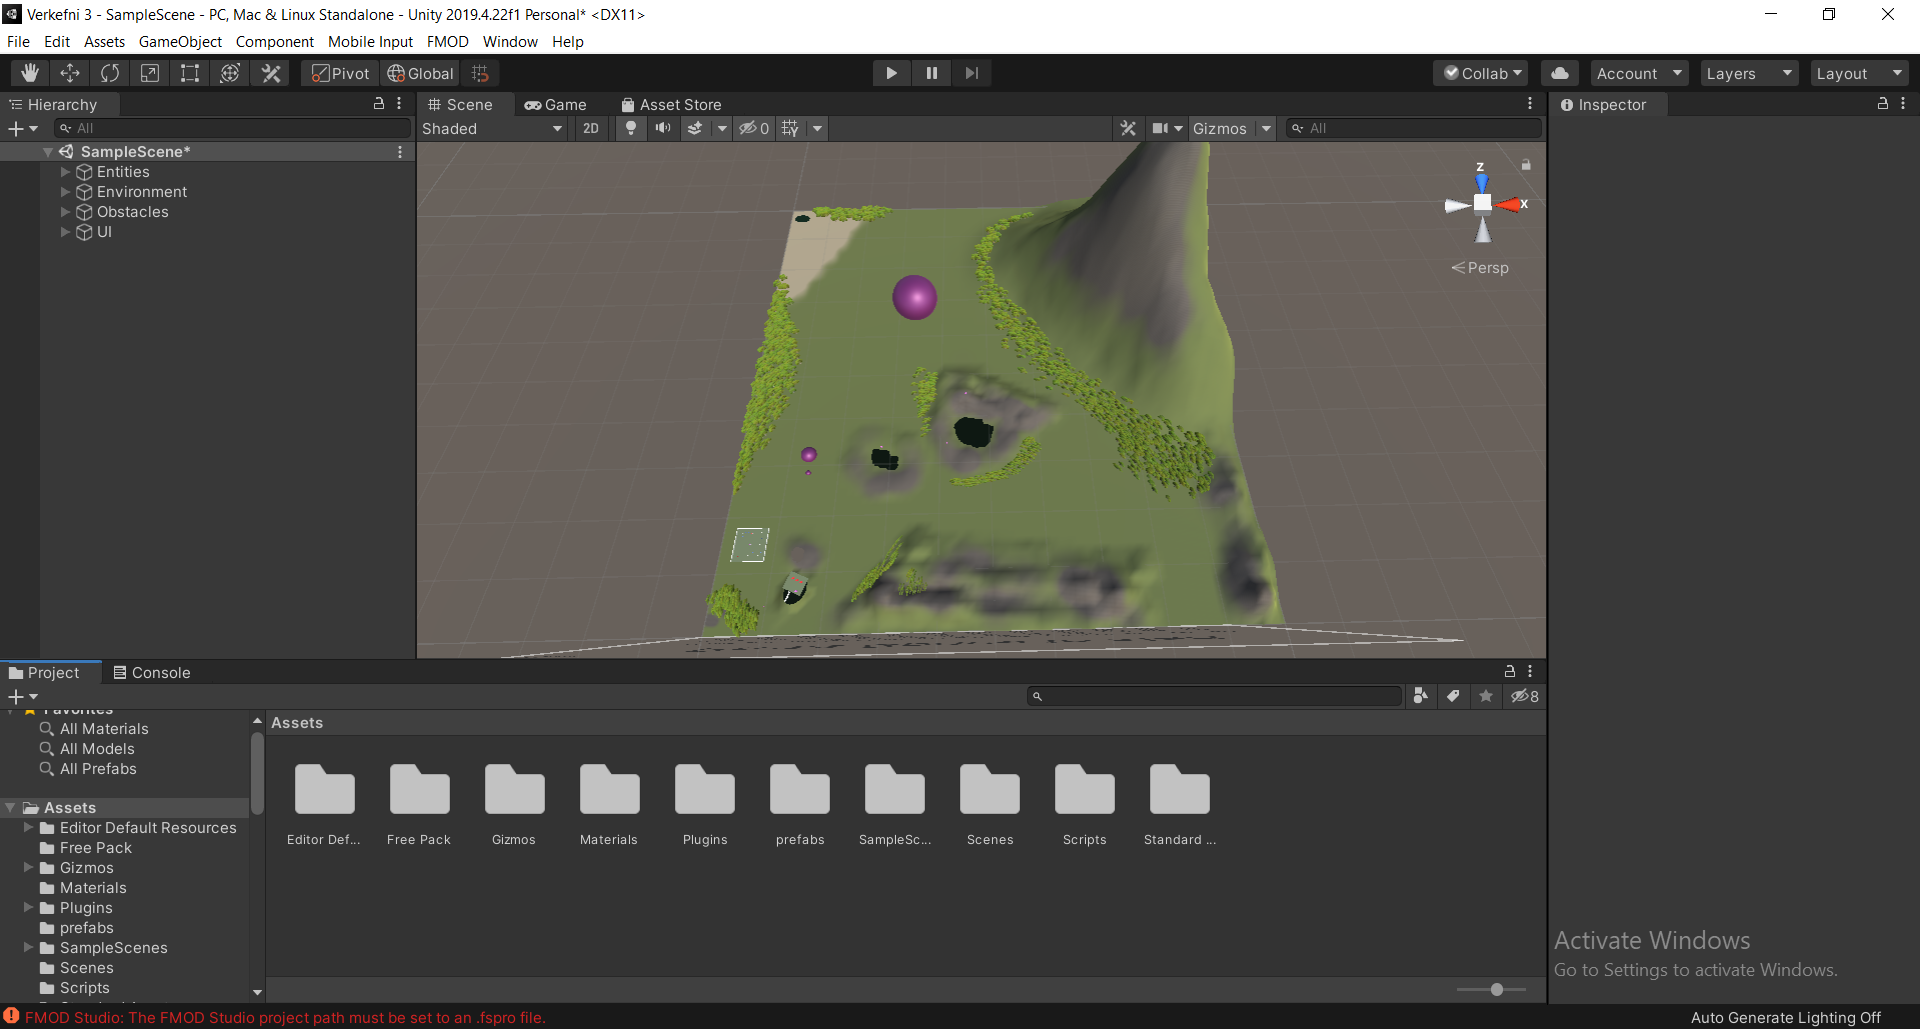 Verkefni 3 - SampleScene - PC, Mac & Linux Standalone - Unity 2019.4.22f1 Personal* <DX11>
File Edit Assets GameObject Component Mobile Input FMOD Window Help
Pivot Global Collab Account Layers Layout
Hierarchy
All
SampleScene*
Entities
Environment
Obstacles
UI
Scene Game Asset Store
Shaded 2D 0 Gizmos All
z
x
Persp
Inspector
Project Console
8
Favorites
All Materials
All Models
All Prefabs
Assets
Editor Default Resources
Free Pack
Gizmos
Materials
Plugins
prefabs
SampleScenes
Scenes
Scripts
Assets
Editor Def... Free Pack Gizmos Materials Plugins prefabs SampleSc... Scenes Scripts Standard ...
Activate Windows
Go to Settings to activate Windows.
FMOD Studio: The FMOD Studio project path must be set to an .fspro file.
Auto Generate Lighting Off